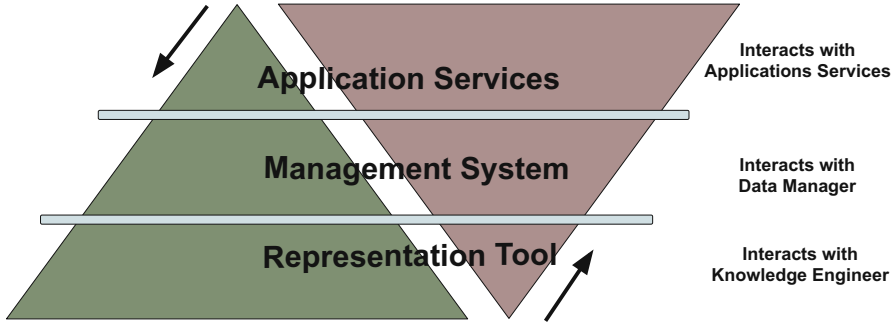 Application Services
Interacts with
Applications Services
Management System
Interacts with
Data Manager
Representation Tool
Interacts with
Knowledge Engineer